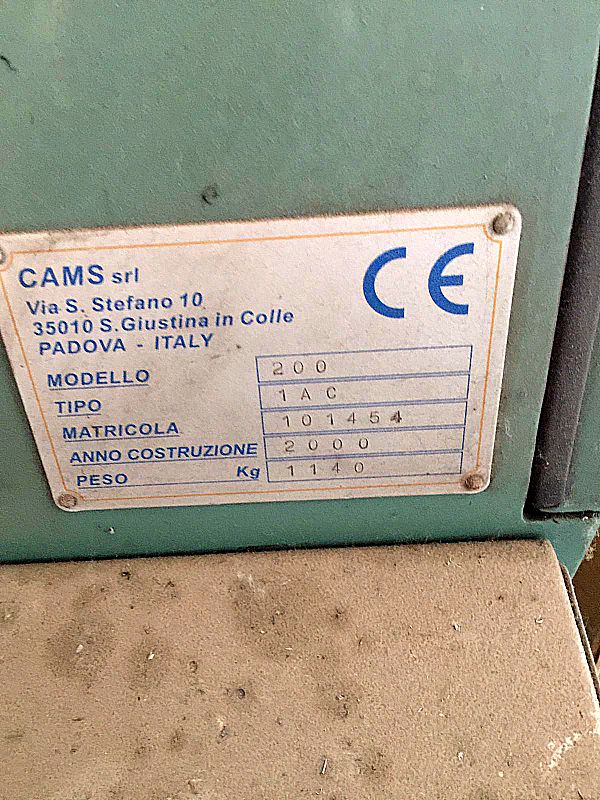 CAMS srl
CE
Via S. Stefano 10
35010 S.Giustina in Colle
PADOVA - ITALY
MODELLO 200
TIPO 1AC
MATRICOLA 101454
ANNO COSTRUZIONE 2000
PESO Kg 1140